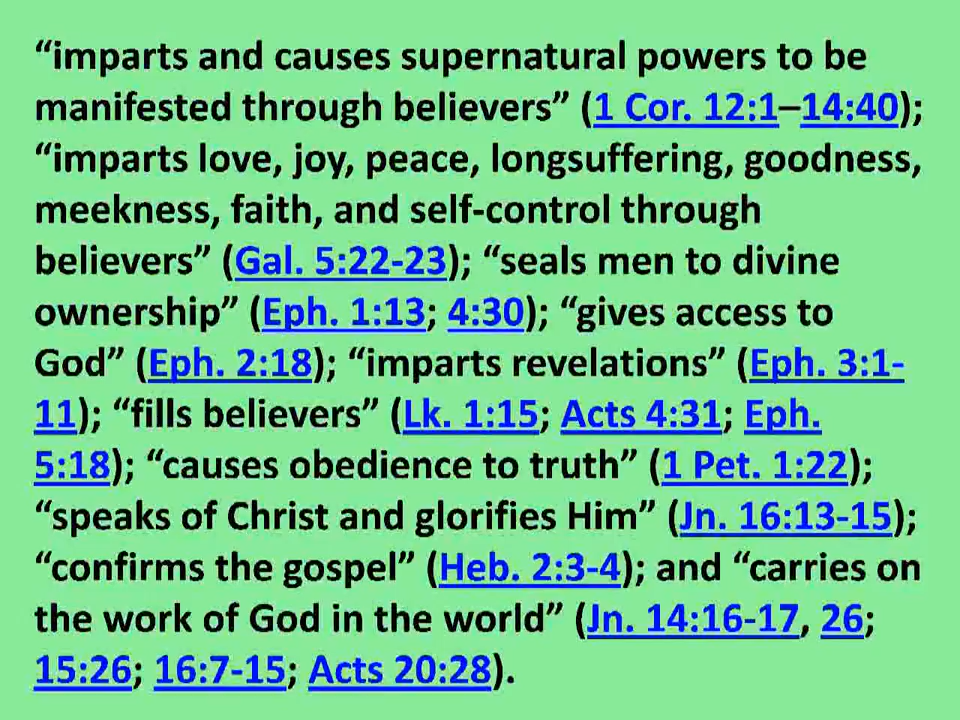 “imparts and causes supernatural powers to be
manifested through believers” (1 Cor. 12:1–14:40);
“imparts love, joy, peace, longsuffering, goodness,
meekness, faith, and self-control through
believers” (Gal. 5:22-23); “seals men to divine
ownership” (Eph. 1:13; 4:30); “gives access to
God” (Eph. 2:18); “imparts revelations” (Eph. 3:1-
11); “fills believers” (Lk. 1:15; Acts 4:31; Eph.
5:18); “causes obedience to truth” (1 Pet. 1:22);
“speaks of Christ and glorifies Him” (Jn. 16:13-15);
“confirms the gospel” (Heb. 2:3-4); and “carries on
the work of God in the world” (Jn. 14:16-17, 26;
15:26; 16:7-15; Acts 20:28).